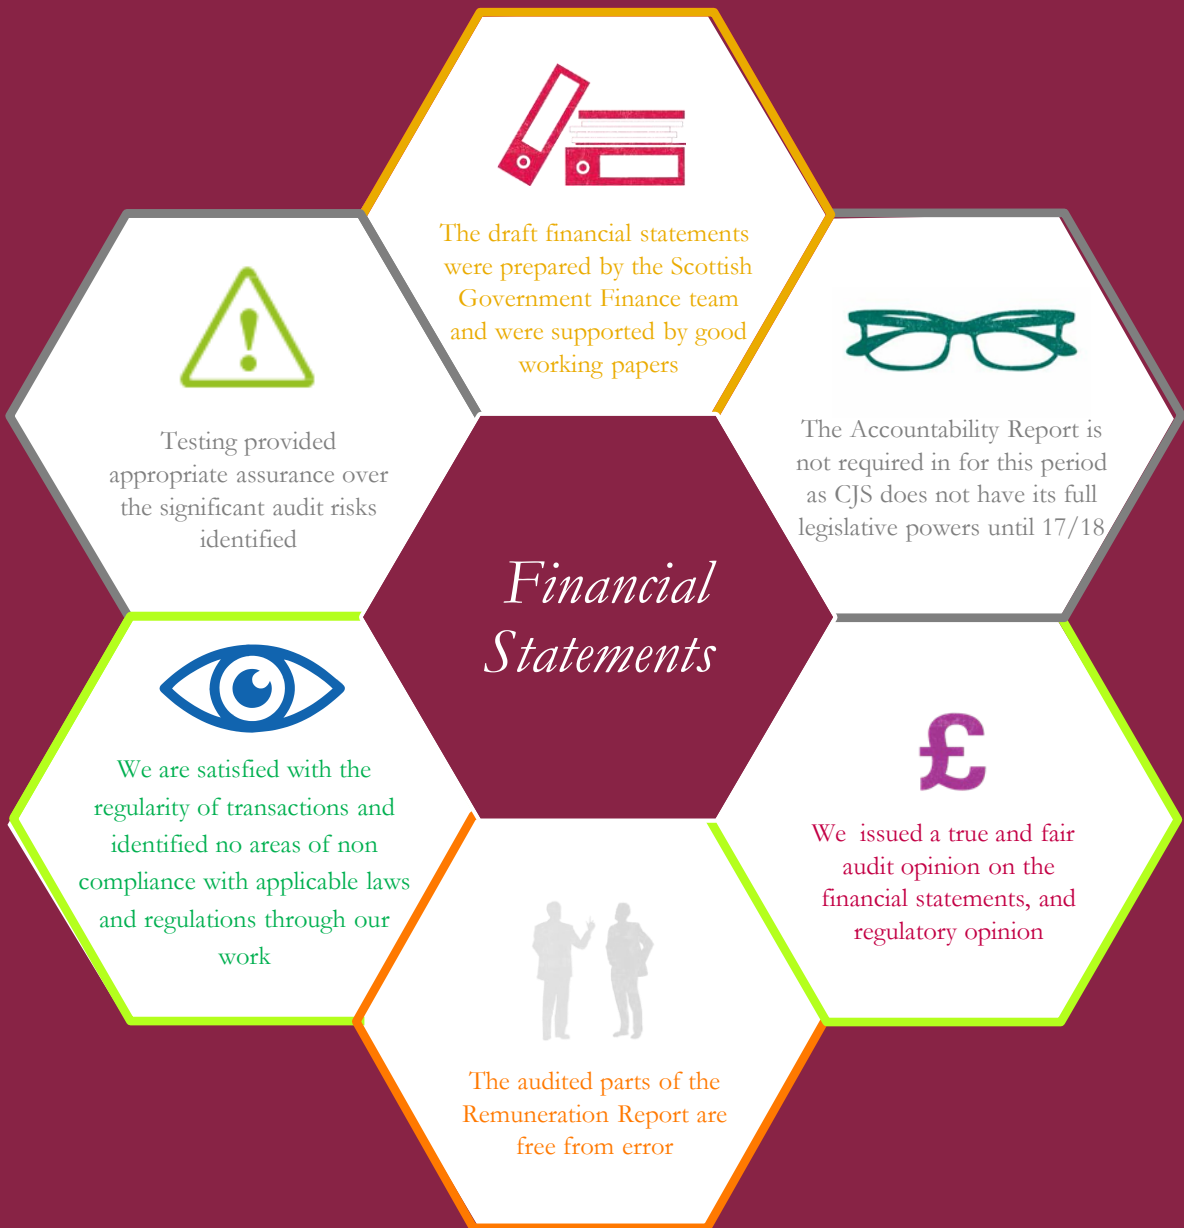 The draft financial statements
were prepared by the Scottish
Government Finance team
and were supported by good
working papers
Testing provided
appropriate assurance over
the significant audit risks
identified
The Accountability Report is
not required in for this period
as CJS does not have its full
legislative powers until 17/18
Financial
Statements
We are satisfied with the
regularity of transactions and
identified no areas of non
compliance with applicable laws
and regulations through our
work
£
We issued a true and fair
audit opinion on the
financial statements, and
regulatory opinion
The audited parts of the
Remuneration Report are
free from error